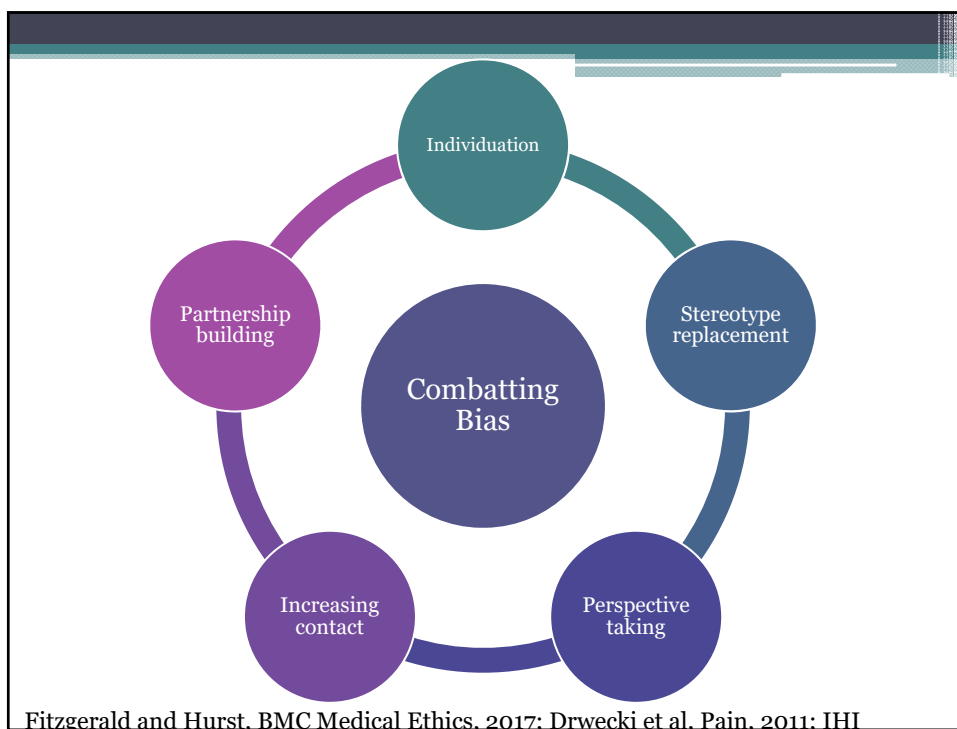 Individuation
Stereotype
replacement
Perspective
taking
Increasing
contact
Partnership
building
Combatting
Bias
Fitzgerald and Hurst, BMC Medical Ethics, 2017; Drwecki et al, Pain, 2011; IHI